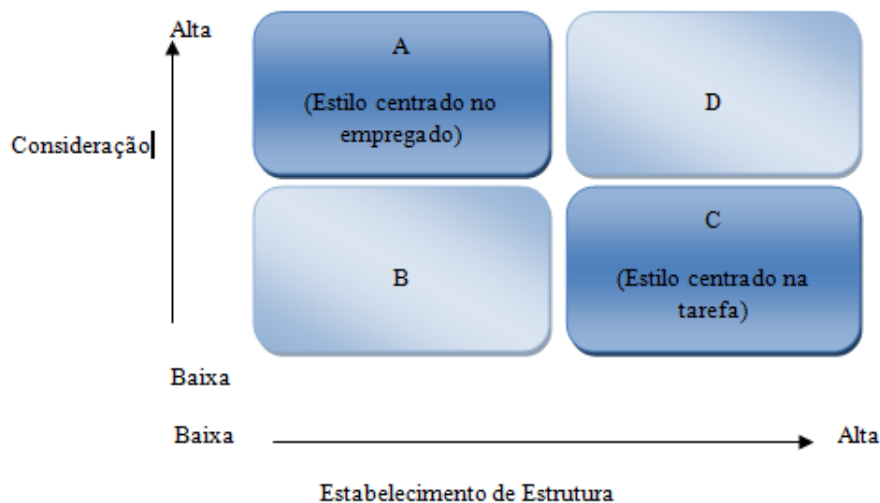 Alta
A
(Estilo centrado no
empregado)
D
Consideração
B
C
(Estilo centrado na
tarefa)
Baixa
Baixa
Alta
Estabelecimento de Estrutura